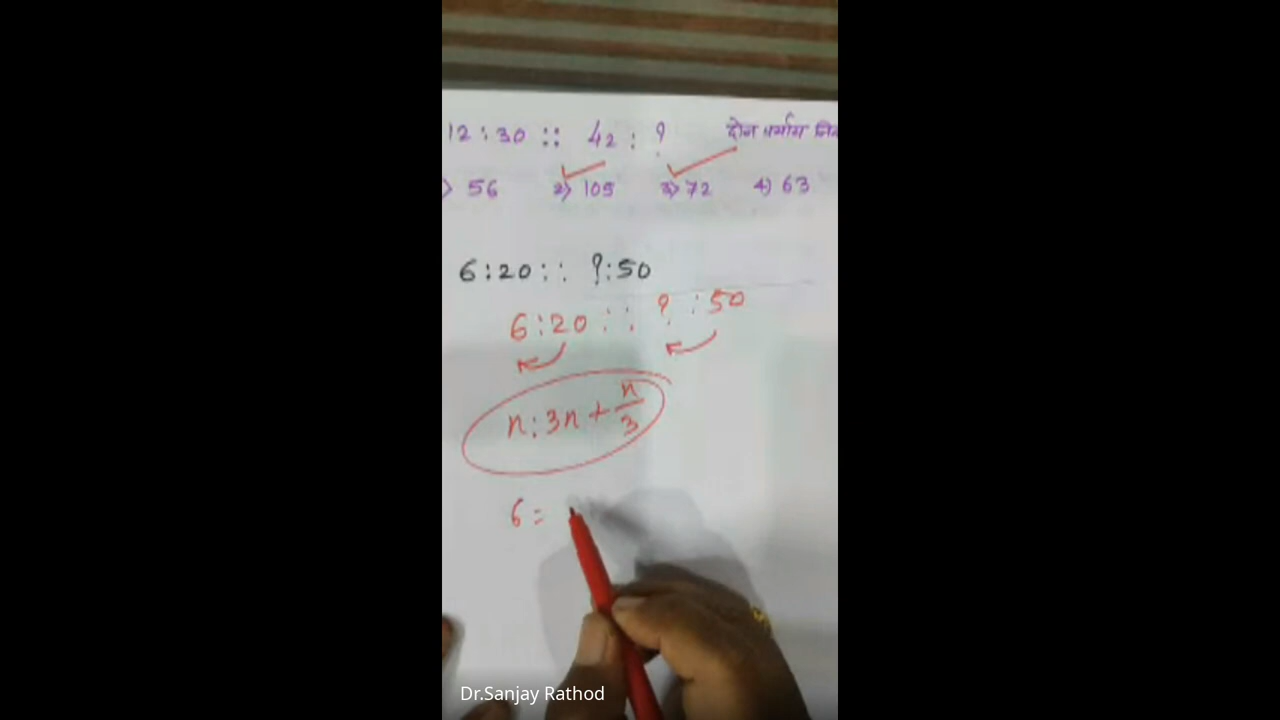 12 : 30 :: 42 : ? दोन पर्याय
) 56 2) 105 3) 72 4) 63
6 : 20 :: ? : 50
6 : 20 :: ? : 50
n : 3n + n/3
6 =
Dr.Sanjay Rathod